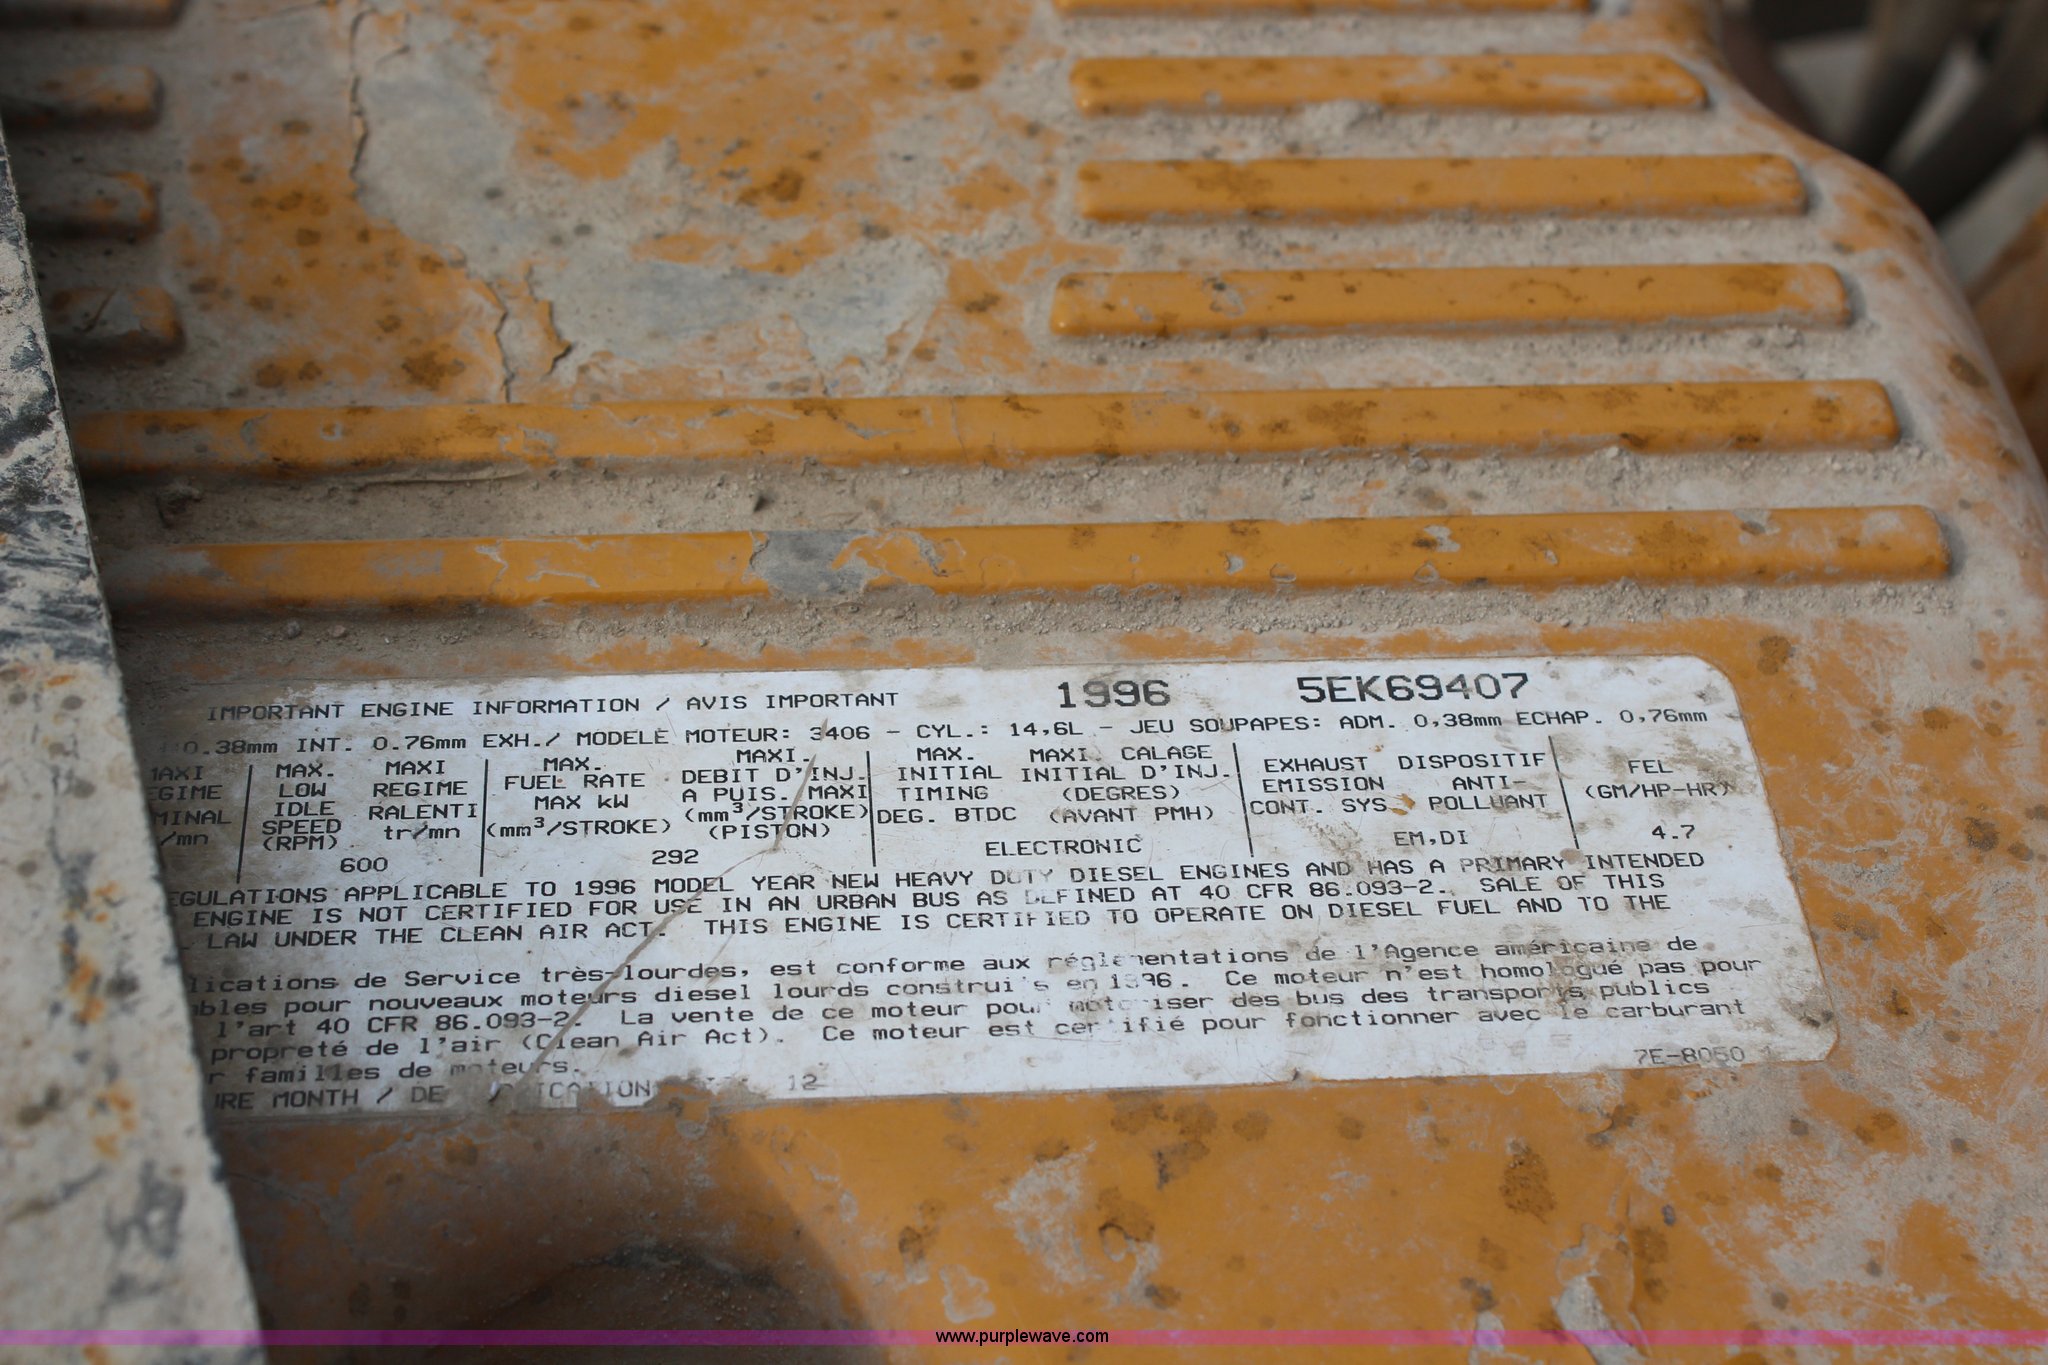 IMPORTANT ENGINE INFORMATION / AVIS IMPORTANT 1996 5EK69407
0.38mm INT. 0.76mm EXH./ MODELE MOTEUR: 3406 - CYL.: 14,6L - JEU SOUPAPES: ADM. 0,38mm ECHAP. 0,76mm
MAX. MAXI MAX. MAXI. MAX. MAXI. CALAGE EXHAUST DISPOSITIF FEL
LOW REGIME FUEL RATE DEBIT D'INJ. INITIAL INITIAL D'INJ. EMISSION ANTI- (GM/HP-HR)
IDLE RALENTI MAX kW A PUIS. MAXI TIMING (DEGRES) CONT. SYS. POLLUANT
SPEED tr/mn (mm³/STROKE) (mm³/STROKE) DEG. BTDC (AVANT PMH)
/mn (RPM) (PISTON)
600 292 ELECTRONIC EM,DI 4.7
EGULATIONS APPLICABLE TO 1996 MODEL YEAR NEW HEAVY DUTY DIESEL ENGINES AND HAS A PRIMARY INTENDED
ENGINE IS NOT CERTIFIED FOR USE IN AN URBAN BUS AS DEFINED AT 40 CFR 86.093-2. SALE OF THIS
LAW UNDER THE CLEAN AIR ACT. THIS ENGINE IS CERTIFIED TO OPERATE ON DIESEL FUEL AND TO THE
lications de Service très-lourdes, est conforme aux réglementations de l'Agence américaine de
ables pour nouveaux moteurs diesel lourds construi s en 1996. Ce moteur n'est homologué pas pour
l'art 40 CFR 86.093-2. La vente de ce moteur pour motoriser des bus des transports publics
propreté de l'air (Clean Air Act). Ce moteur est certifié pour fonctionner avec le carburant
r familles de moteurs. 7E-8050
IRE MONTH / DE 12
www.purplewave.com